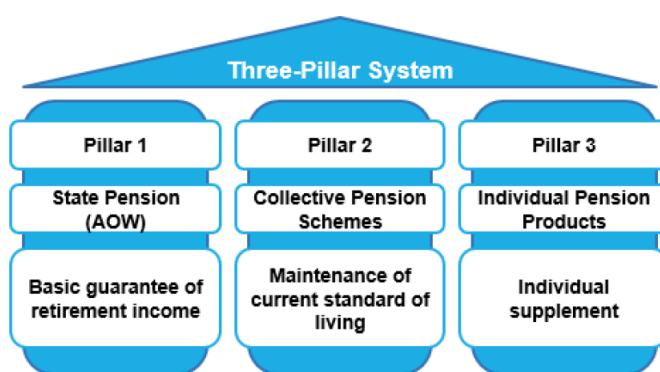 Three-Pillar System
Pillar 1
State Pension
(AOW)
Basic guarantee of
retirement income
Pillar 2
Collective Pension
Schemes
Maintenance of
current standard of
living
Pillar 3
Individual Pension
Products
Individual
supplement